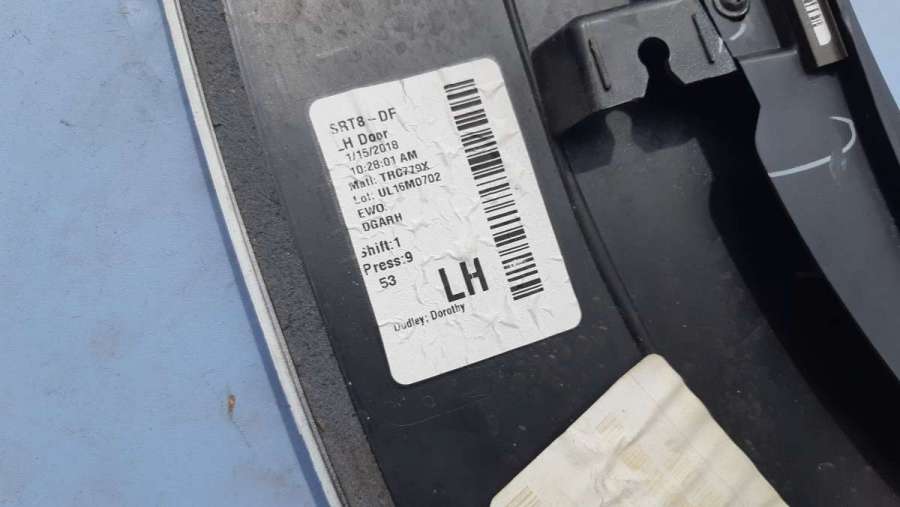 SRT8-DF
LH Door
1/15/2018
10:28:01 AM
Matl: TRC779X
Lot: UL16M0702
EWO:
DGARH
Shift:1
Press:9
53
LH
Dudley; Dorothy